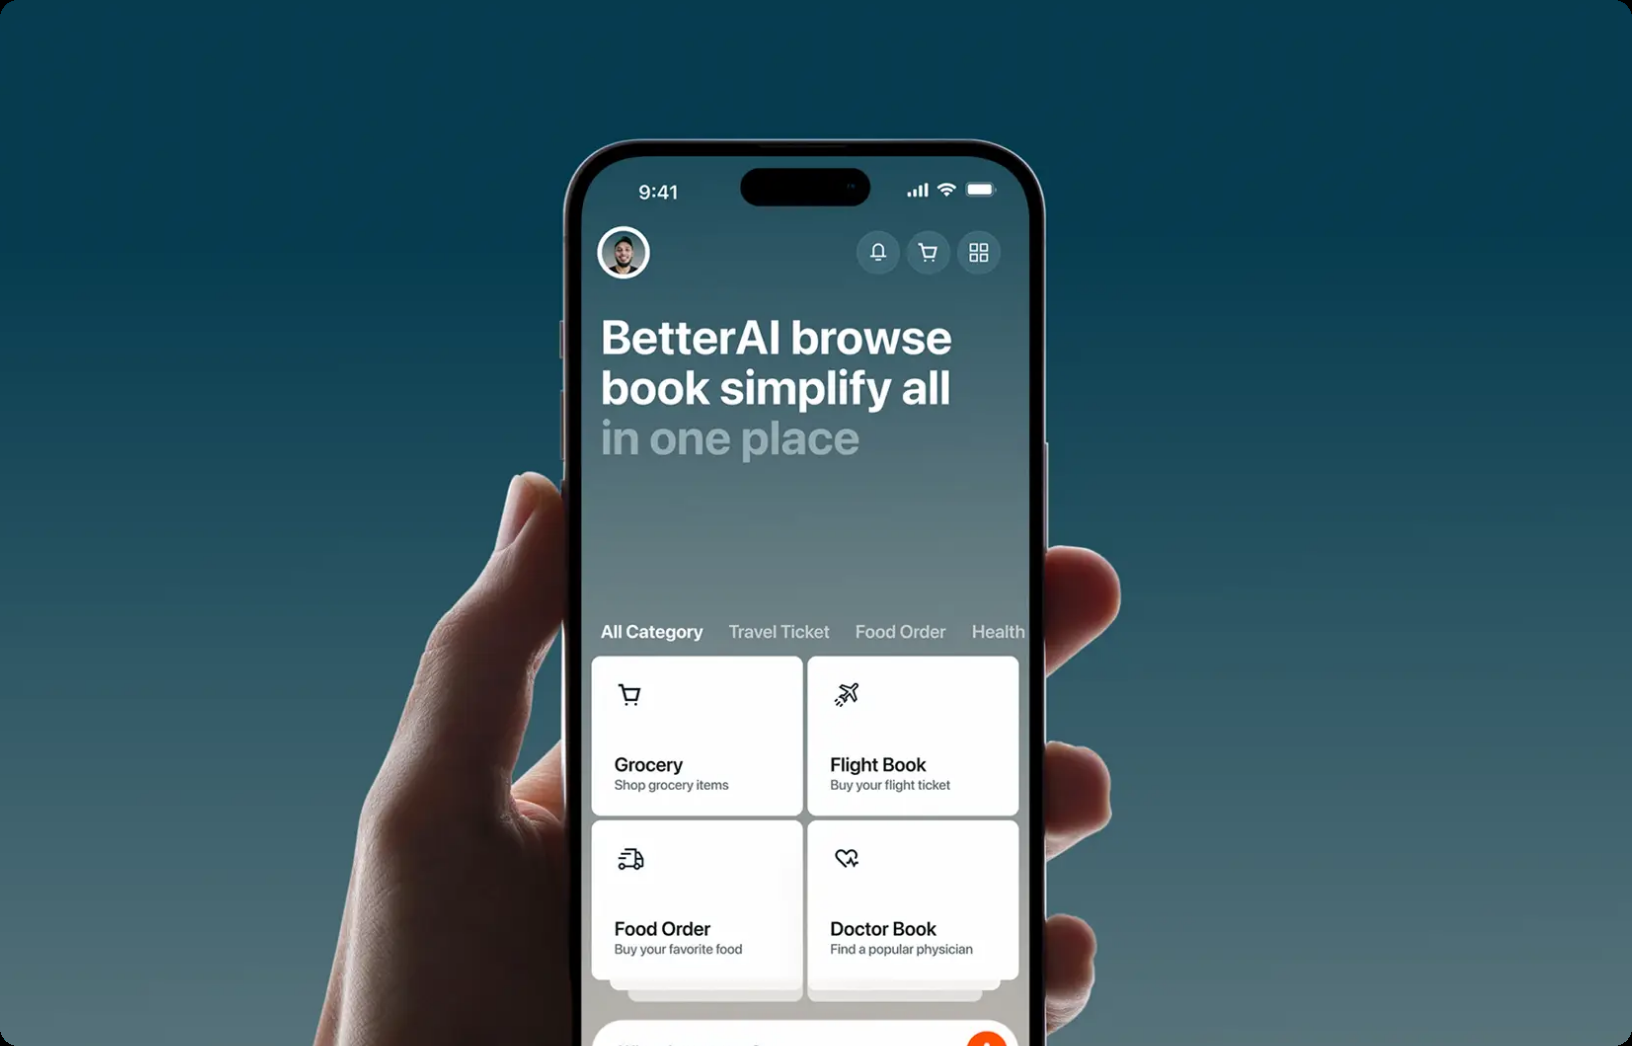 9:41
BetterAI browse
book simplify all
in one place
All Category Travel Ticket Food Order Health
Grocery
Shop grocery items
Flight Book
Buy your flight ticket
Food Order
Buy your favorite food
Doctor Book
Find a popular physician